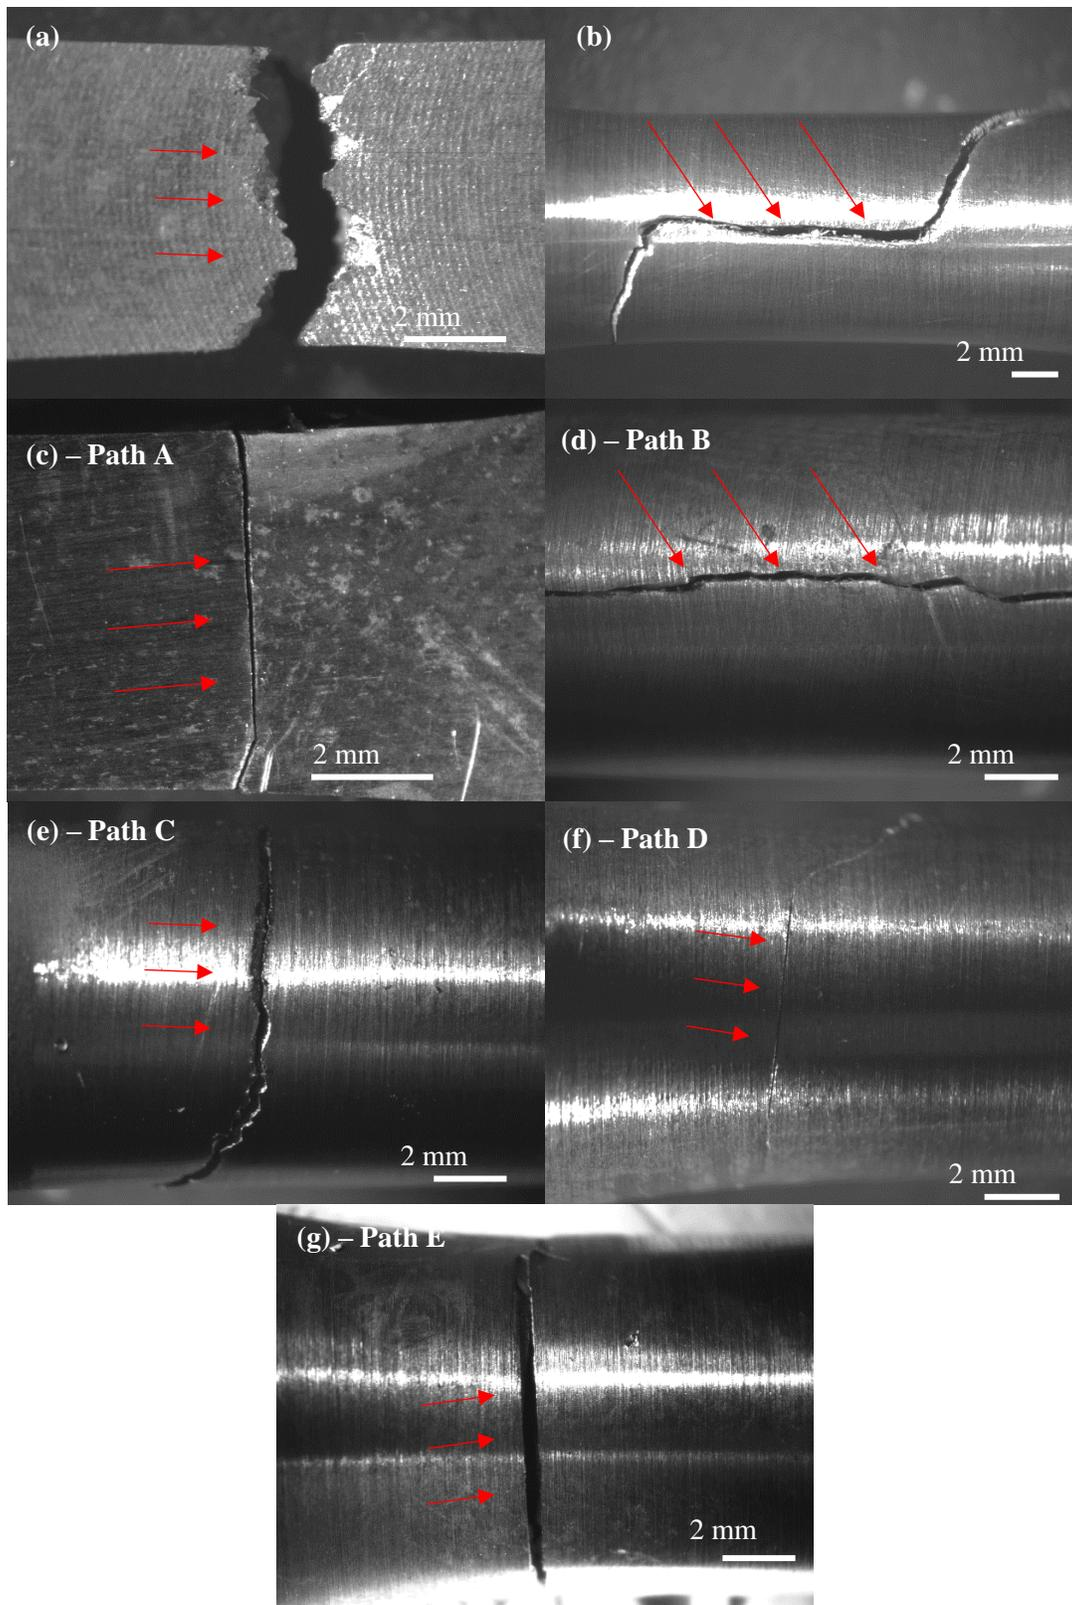 (a)
2 mm
(b)
2 mm
(c) – Path A
2 mm
(d) – Path B
2 mm
(e) – Path C
2 mm
(f) – Path D
2 mm
(g) – Path E
2 mm